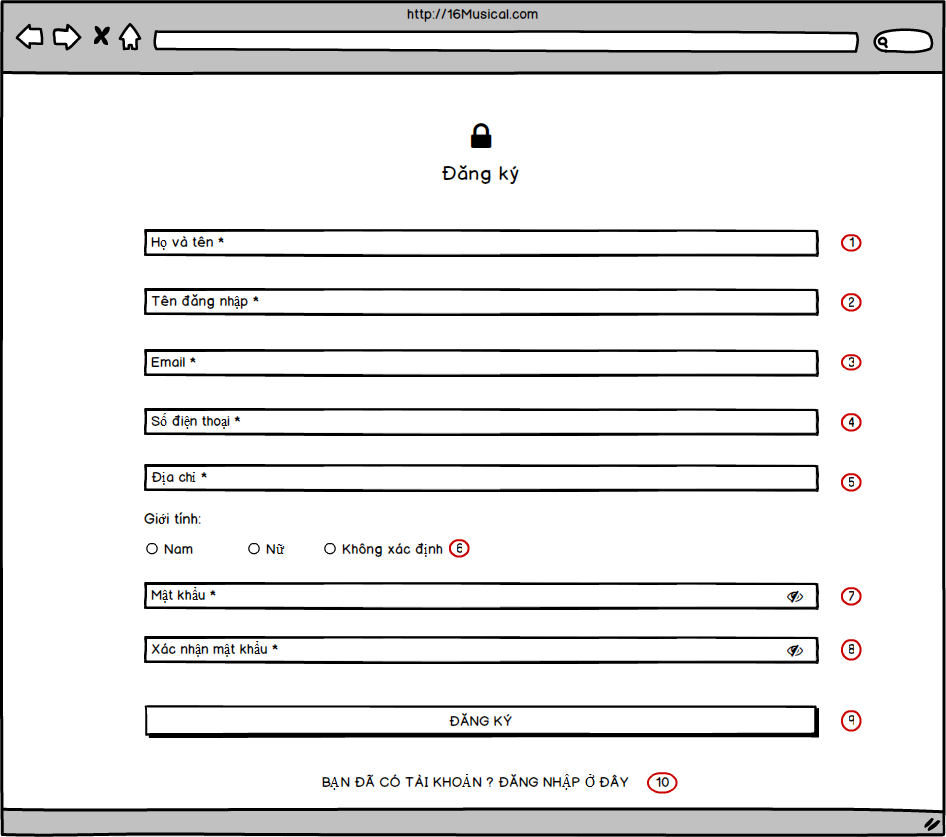 http://16Musical.com
Đăng ký
Họ và tên * 1
Tên đăng nhập * 2
Email * 3
Số điện thoại * 4
Địa chỉ * 5
Giới tính:
Nam Nữ Không xác định 6
Mật khẩu * 7
Xác nhận mật khẩu * 8
ĐĂNG KÝ 9
BẠN ĐÃ CÓ TÀI KHOẢN ? ĐĂNG NHẬP Ở ĐÂY 10